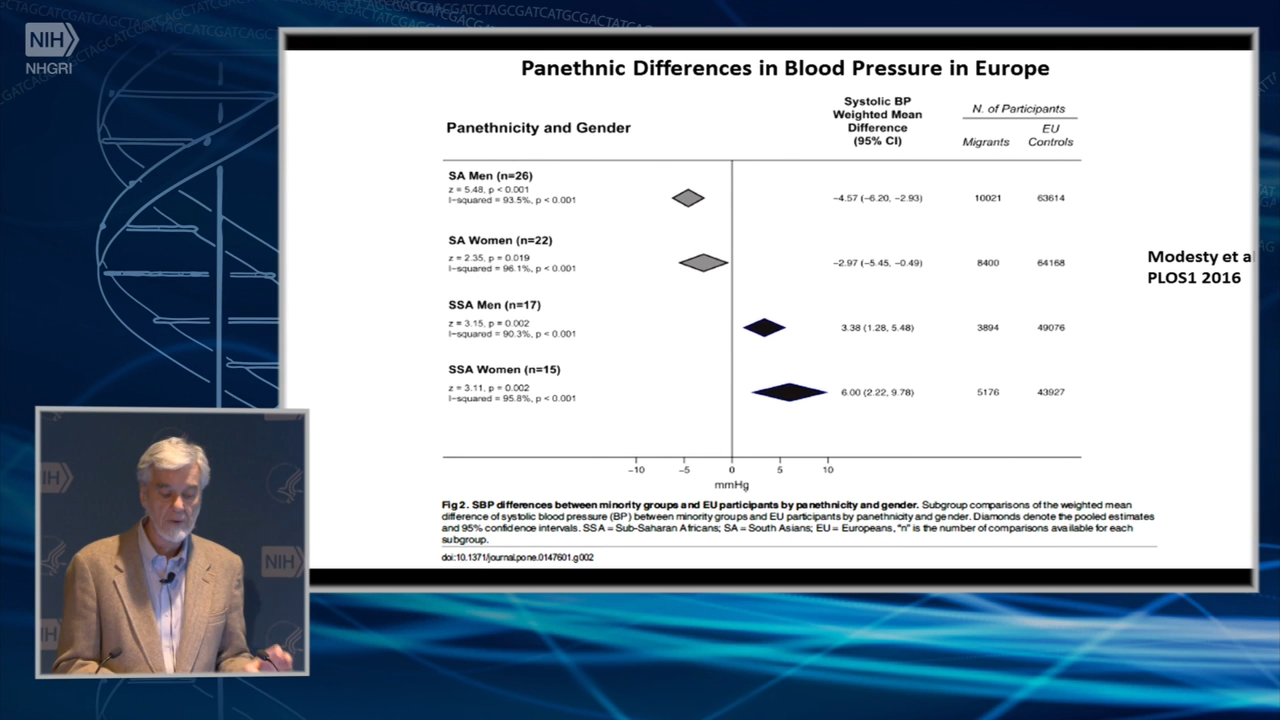 NIH
NHGRI
Panethnic Differences in Blood Pressure in Europe
Panethnicity and Gender
Systolic BP
Weighted Mean
Difference
(95% CI)
N. of Participants
Migrants
EU
Controls
SA Men (n=26)
z = 5.48, p < 0.001
I-squared = 93.5%, p < 0.001
−4.57 (−6.20, −2.93)
10021
63614
SA Women (n=22)
z = 2.35, p = 0.019
I-squared = 96.1%, p < 0.001
−2.97 (−5.45, −0.49)
8400
64168
SSA Men (n=17)
z = 3.15, p = 0.002
I-squared = 90.3%, p < 0.001
3.38 (1.28, 5.48)
3894
49076
SSA Women (n=15)
z = 3.11, p = 0.002
I-squared = 95.8%, p < 0.001
6.00 (2.22, 9.78)
5176
43927
−10 −5 0 5 10
mmHg
Modesty et a
PLOS1 2016
Fig 2. SBP differences between minority groups and EU participants by panethnicity and gender. Subgroup comparisons of the weighted mean
difference of systolic blood pressure (BP) between minority groups and EU participants by panethnicity and gender. Diamonds denote the pooled estimates
and 95% confidence intervals. SSA = Sub-Saharan Africans; SA = South Asians; EU = Europeans, "n" is the number of comparisons available for each
subgroup.
doi:10.1371/journal.pone.0147601.g002
NIH